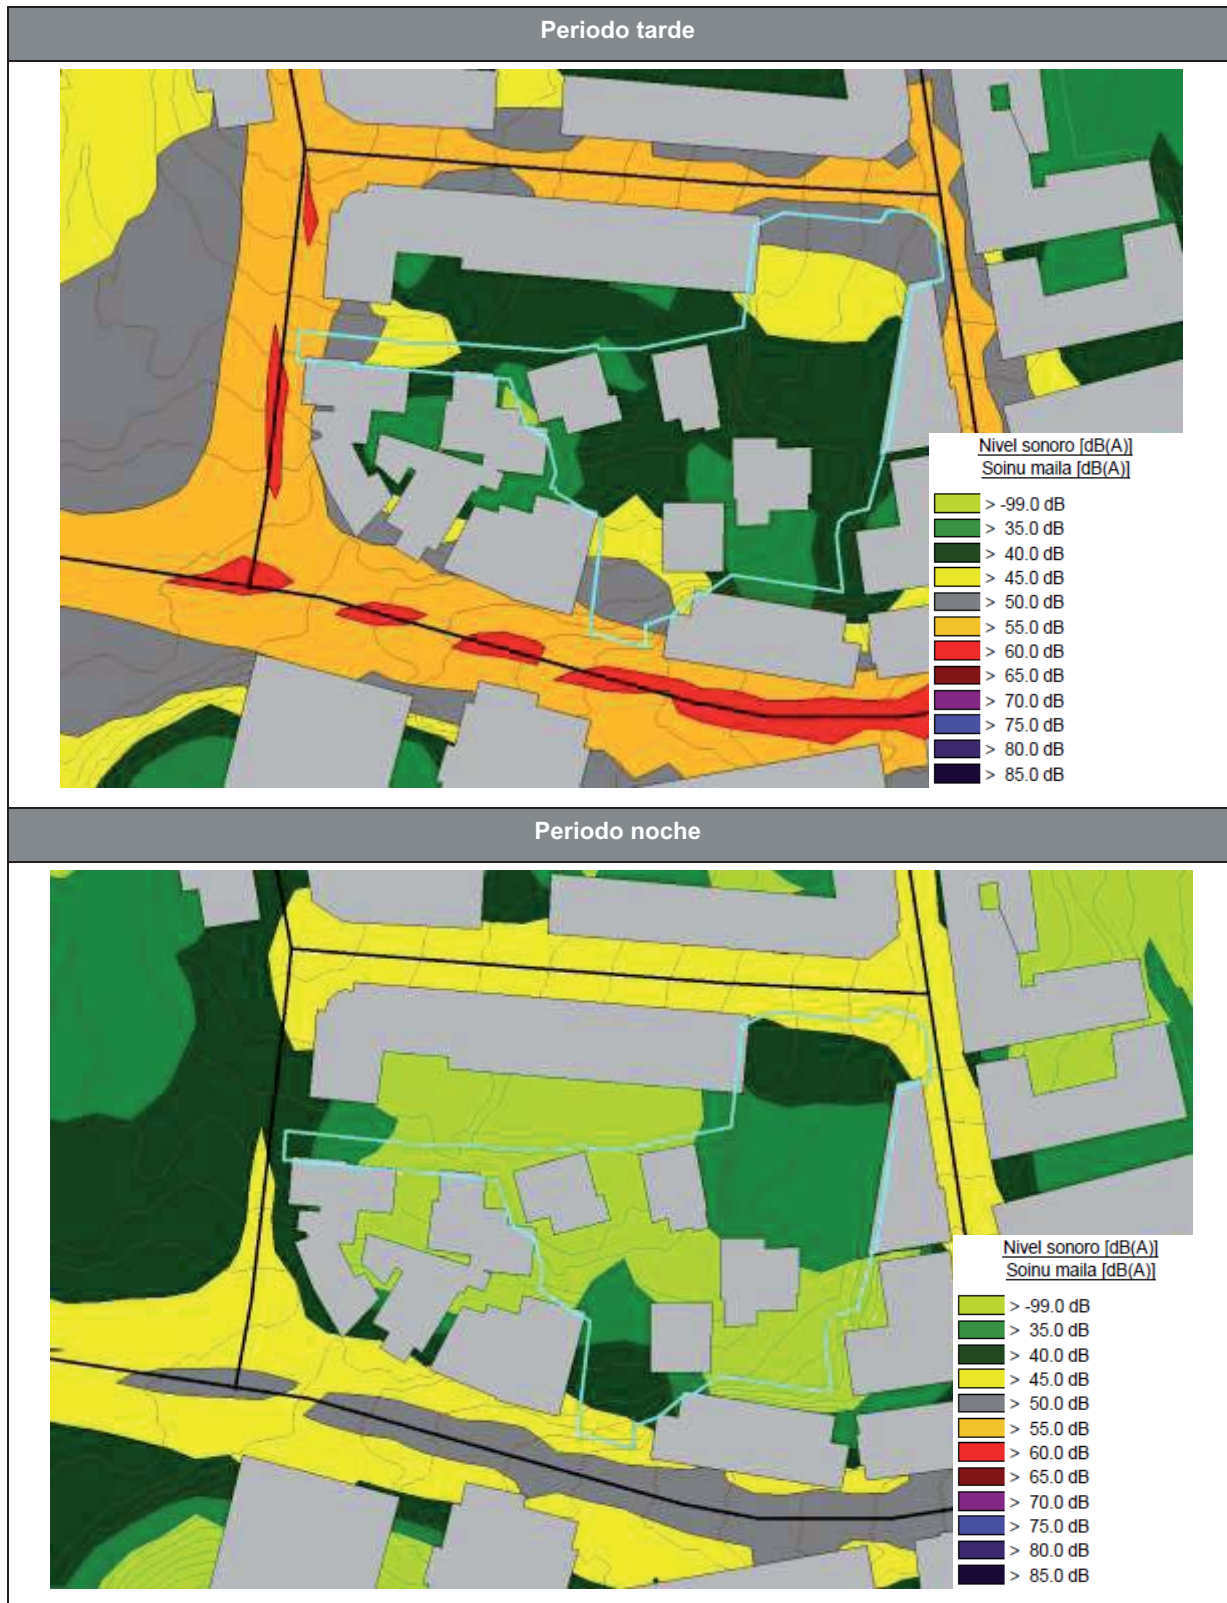 Periodo tarde
Nivel sonoro [dB(A)]
Soinu maila [dB(A)]
> -99.0 dB
> 35.0 dB
> 40.0 dB
> 45.0 dB
> 50.0 dB
> 55.0 dB
> 60.0 dB
> 65.0 dB
> 70.0 dB
> 75.0 dB
> 80.0 dB
> 85.0 dB
Periodo noche
Nivel sonoro [dB(A)]
Soinu maila [dB(A)]
> -99.0 dB
> 35.0 dB
> 40.0 dB
> 45.0 dB
> 50.0 dB
> 55.0 dB
> 60.0 dB
> 65.0 dB
> 70.0 dB
> 75.0 dB
> 80.0 dB
> 85.0 dB